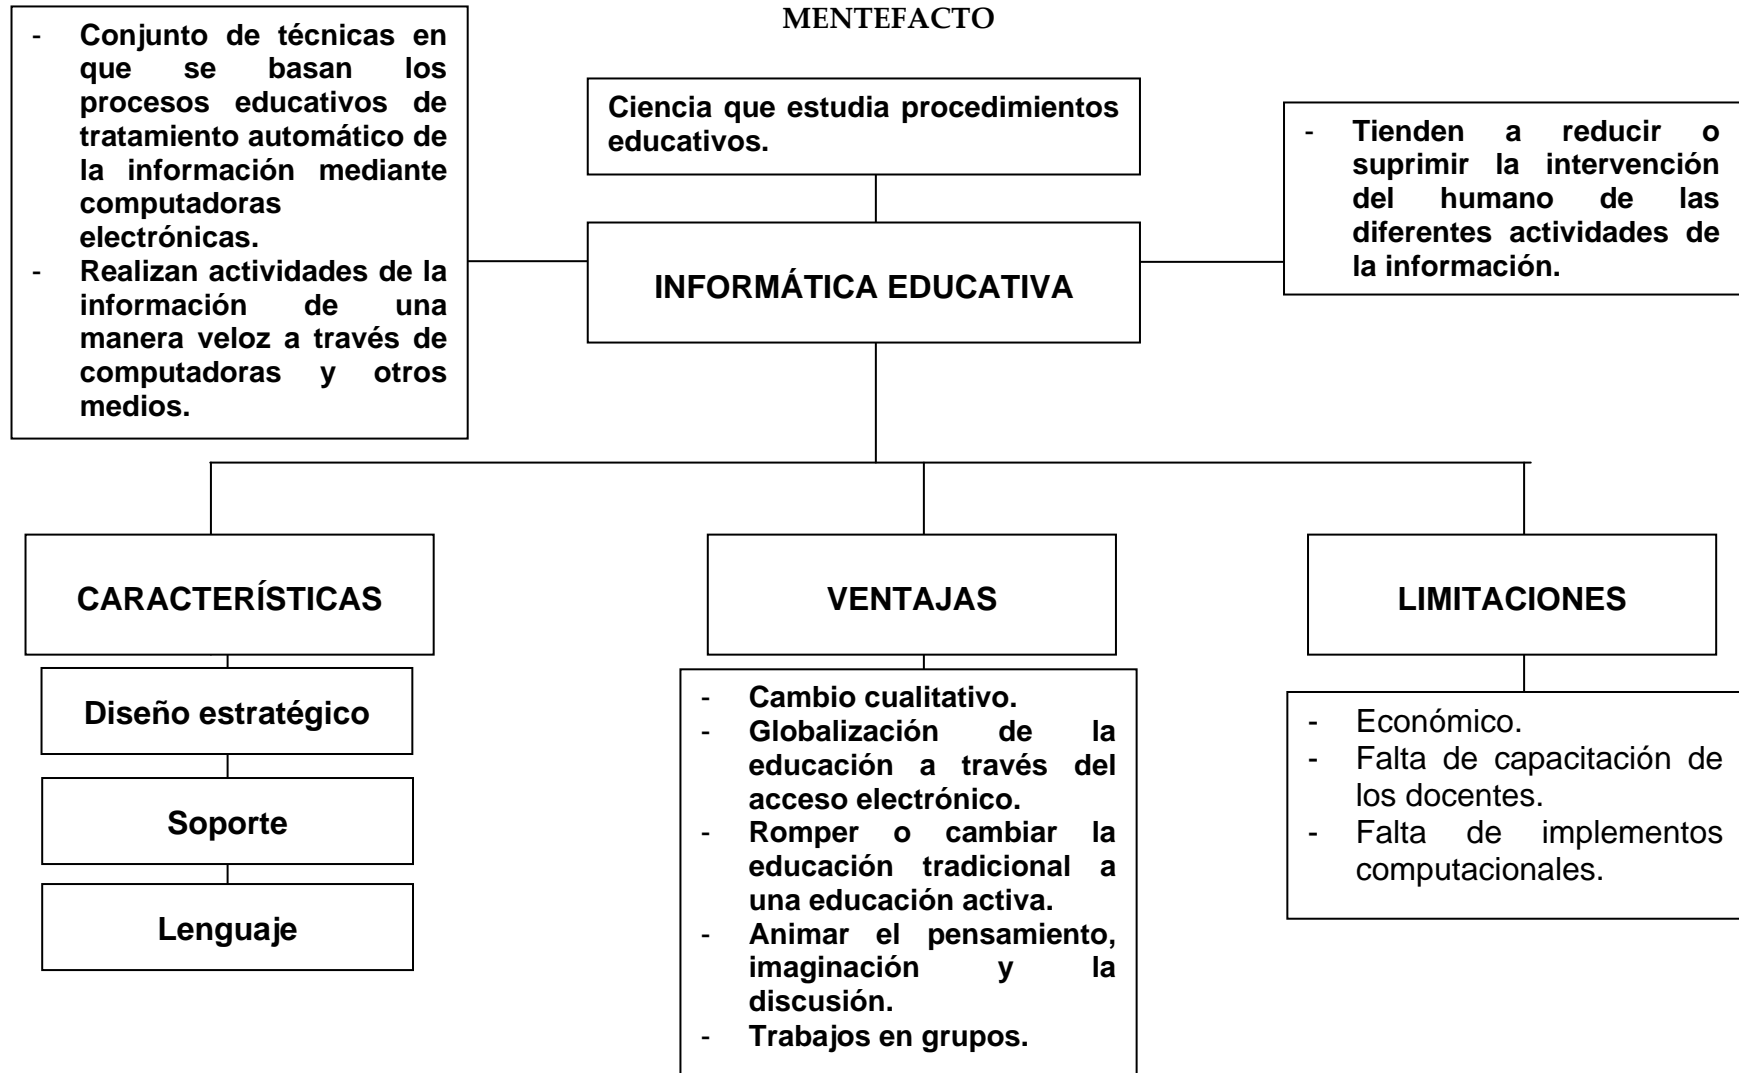 MENTEFACTO
- Conjunto de técnicas en
que se basan los
procesos educativos de
tratamiento automático de
la información mediante
computadoras
electrónicas.
- Realizan actividades de la
información de una
manera veloz a través de
computadoras y otros
medios.
Ciencia que estudia procedimientos
educativos.
- Tienden a reducir o
suprimir la intervención
del humano de las
diferentes actividades de
la información.
INFORMÁTICA EDUCATIVA
CARACTERÍSTICAS
Diseño estratégico
Soporte
Lenguaje
VENTAJAS
- Cambio cualitativo.
- Globalización de la
educación a través del
acceso electrónico.
- Romper o cambiar la
educación tradicional a
una educación activa.
- Animar el pensamiento,
imaginación y la
discusión.
- Trabajos en grupos.
LIMITACIONES
- Económico.
- Falta de capacitación de
los docentes.
- Falta de implementos
computacionales.